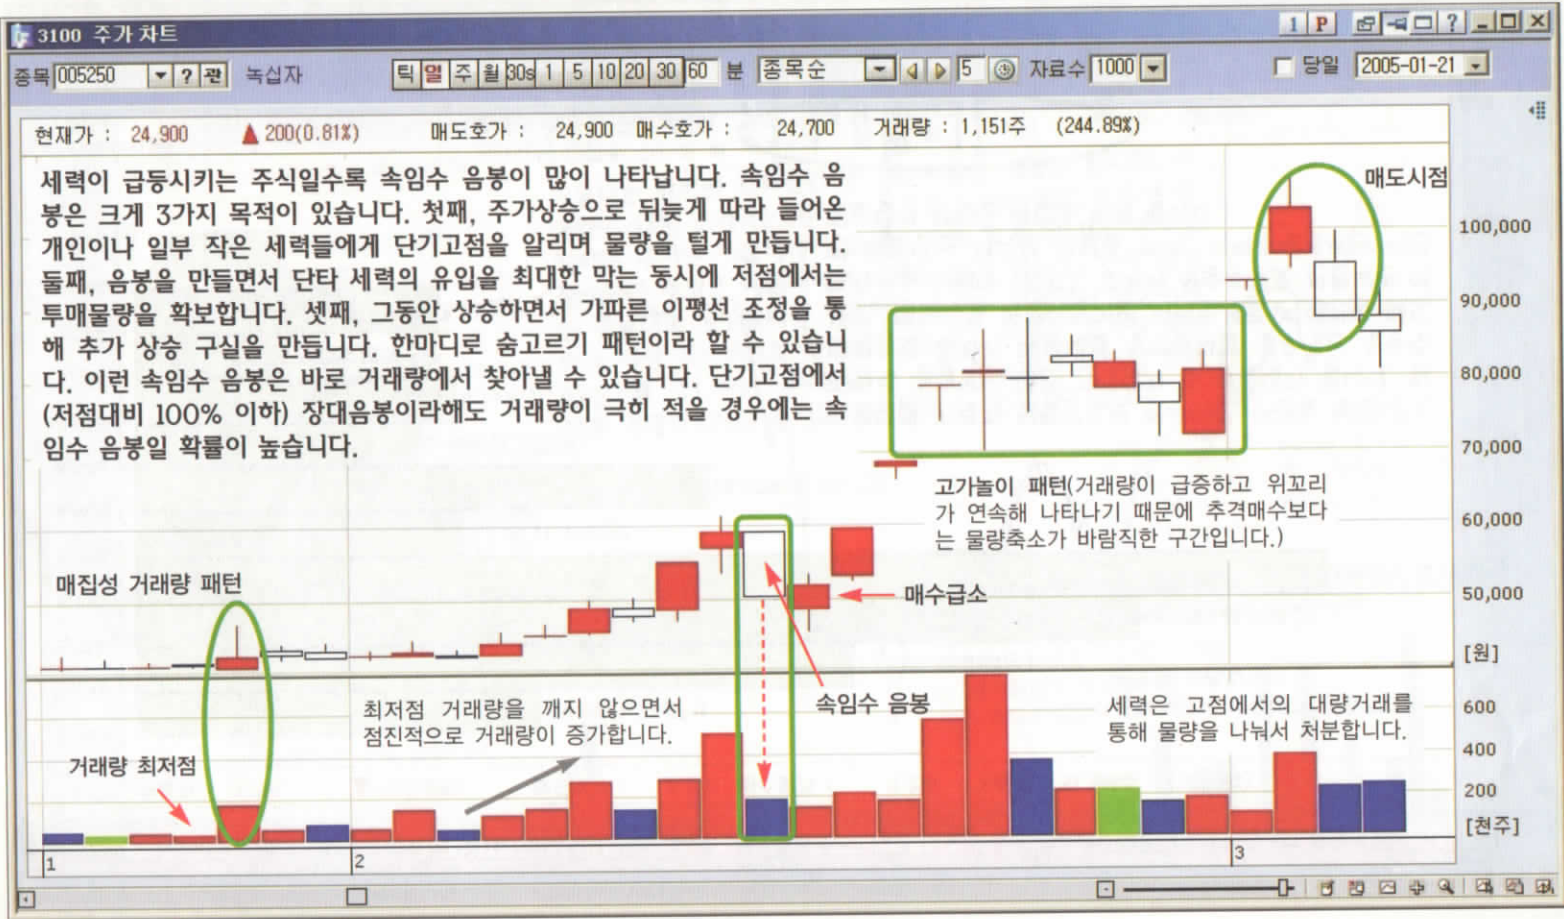 3100 주가 차트
1 P ?
종목 005250 ? 관 녹십자 틱 일 주 월 30s 1 5 10 20 30 60 분 종목순 5 자료수 1000 당일 2005-01-21
현재가 : 24,900 ▲ 200(0.81%) 매도호가 : 24,900 매수호가 : 24,700 거래량 : 1,151주 (244.89%)
세력이 급등시키는 주식일수록 속임수 음봉이 많이 나타납니다. 속임수 음
봉은 크게 3가지 목적이 있습니다. 첫째, 주가상승으로 뒤늦게 따라 들어온
개인이나 일부 작은 세력들에게 단기고점을 알리며 물량을 털게 만듭니다.
둘째, 음봉을 만들면서 단타 세력의 유입을 최대한 막는 동시에 저점에서는
투매물량을 확보합니다. 셋째, 그동안 상승하면서 가파른 이평선 조정을 통
해 추가 상승 구실을 만듭니다. 한마디로 숨고르기 패턴이라 할 수 있습니
다. 이런 속임수 음봉은 바로 거래량에서 찾아낼 수 있습니다. 단기고점에서
(저점대비 100% 이하) 장대음봉이라해도 거래량이 극히 적을 경우에는 속
임수 음봉일 확률이 높습니다.
매도시점
100,000
90,000
80,000
70,000
60,000
50,000
[원]
고가놀이 패턴(거래량이 급증하고 위꼬리
가 연속해 나타나기 때문에 추격매수보다
는 물량축소가 바람직한 구간입니다.)
매집성 거래량 패턴
매수급소
속임수 음봉
최저점 거래량을 깨지 않으면서
점진적으로 거래량이 증가합니다.
세력은 고점에서의 대량거래를
통해 물량을 나눠서 처분합니다.
거래량 최저점
600
400
200
[천주]
1 2 3